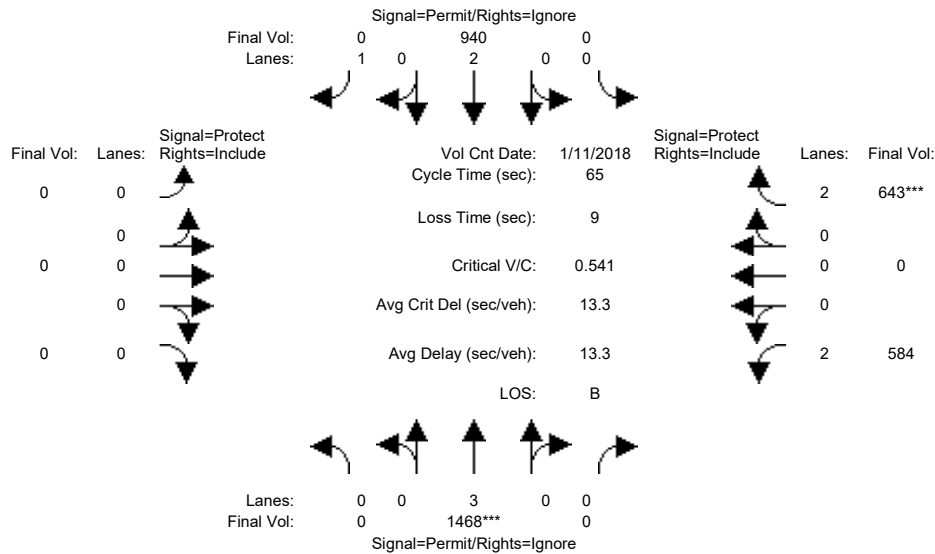 Signal=Permit/Rights=Ignore
Final Vol: 0 940 0
Lanes: 1 0 2 0 0
Signal=Protect Signal=Protect
Final Vol: Lanes: Rights=Include Vol Cnt Date: 1/11/2018 Rights=Include Lanes: Final Vol:
Cycle Time (sec): 65
0 0 2 643***
Loss Time (sec): 9
0 0
0 0 Critical V/C: 0.541 0 0
0 Avg Crit Del (sec/veh): 13.3 0
0 0 Avg Delay (sec/veh): 13.3 2 584
LOS: B
Lanes: 0 0 3 0 0
Final Vol: 0 1468*** 0
Signal=Permit/Rights=Ignore